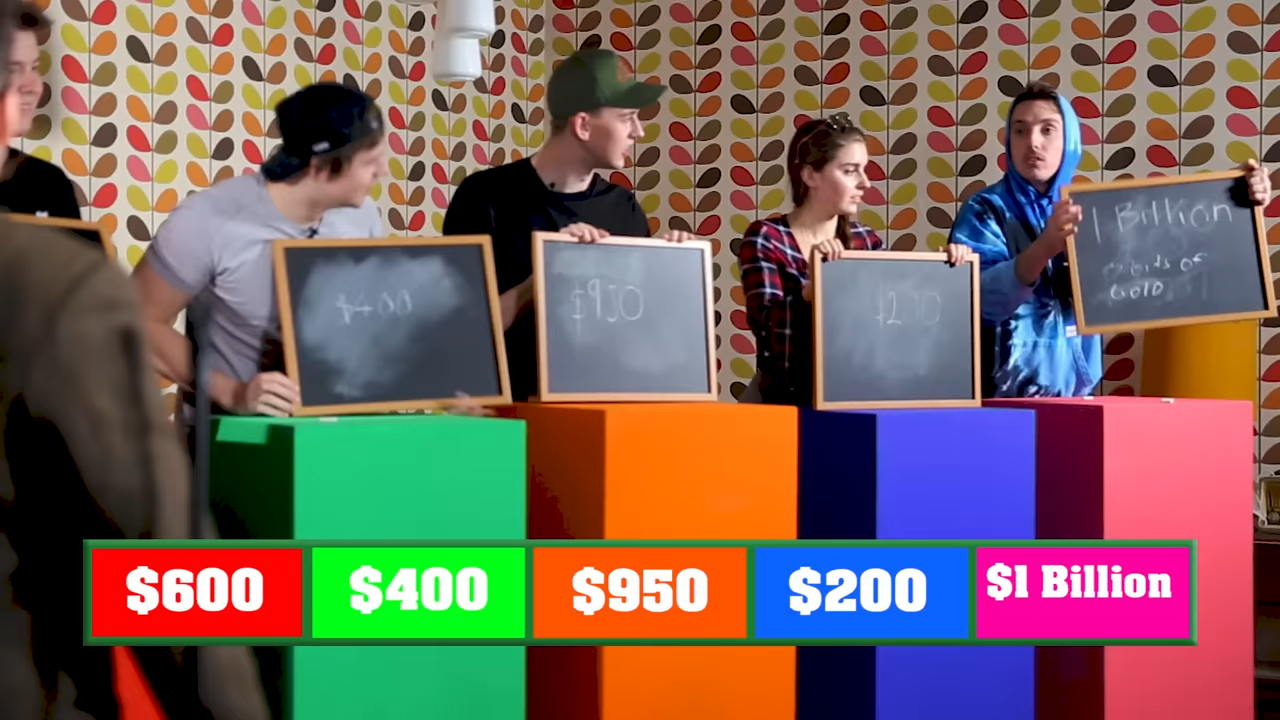 $400
$950
$200
1 Billion
Bits of
GOLD
$600
$400
$950
$200
$1 Billion